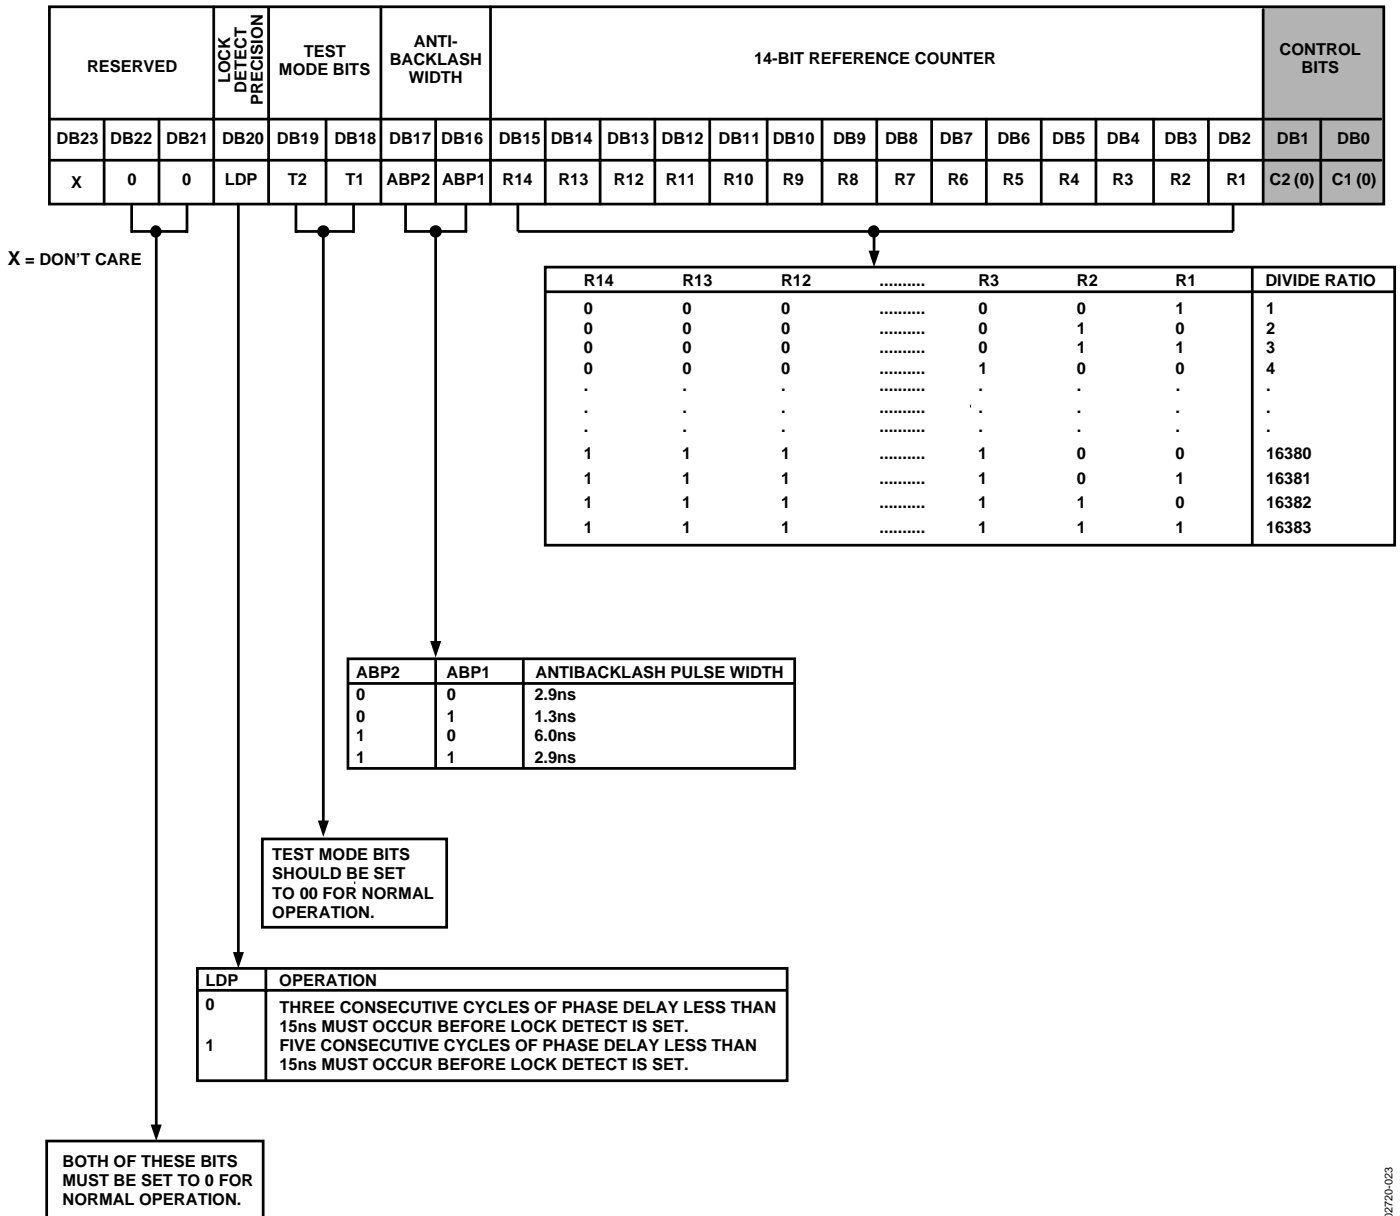 RESERVED
LOCK
DETECT
PRECISION
TEST
MODE BITS
ANTI-
BACKLASH
WIDTH
14-BIT REFERENCE COUNTER
CONTROL
BITS
DB23 DB22 DB21 DB20 DB19 DB18 DB17 DB16 DB15 DB14 DB13 DB12 DB11 DB10 DB9 DB8 DB7 DB6 DB5 DB4 DB3 DB2 DB1 DB0
X 0 0 LDP T2 T1 ABP2 ABP1 R14 R13 R12 R11 R10 R9 R8 R7 R6 R5 R4 R3 R2 R1 C2 (0) C1 (0)
X = DON'T CARE
R14 R13 R12 .......... R3 R2 R1 DIVIDE RATIO
0 0 0 .......... 0 0 1 1
0 0 0 .......... 0 1 0 2
0 0 0 .......... 0 1 1 3
0 0 0 .......... 1 0 0 4
. . . .......... . . . .
. . . .......... . . . .
. . . .......... . . . .
1 1 1 .......... 1 0 0 16380
1 1 1 .......... 1 0 1 16381
1 1 1 .......... 1 1 0 16382
1 1 1 .......... 1 1 1 16383
ABP2 ABP1 ANTIBACKLASH PULSE WIDTH
0 0 2.9ns
0 1 1.3ns
1 0 6.0ns
1 1 2.9ns
TEST MODE BITS
SHOULD BE SET
TO 00 FOR NORMAL
OPERATION.
LDP OPERATION
0 THREE CONSECUTIVE CYCLES OF PHASE DELAY LESS THAN
15ns MUST OCCUR BEFORE LOCK DETECT IS SET.
1 FIVE CONSECUTIVE CYCLES OF PHASE DELAY LESS THAN
15ns MUST OCCUR BEFORE LOCK DETECT IS SET.
BOTH OF THESE BITS
MUST BE SET TO 0 FOR
NORMAL OPERATION.
02720-023